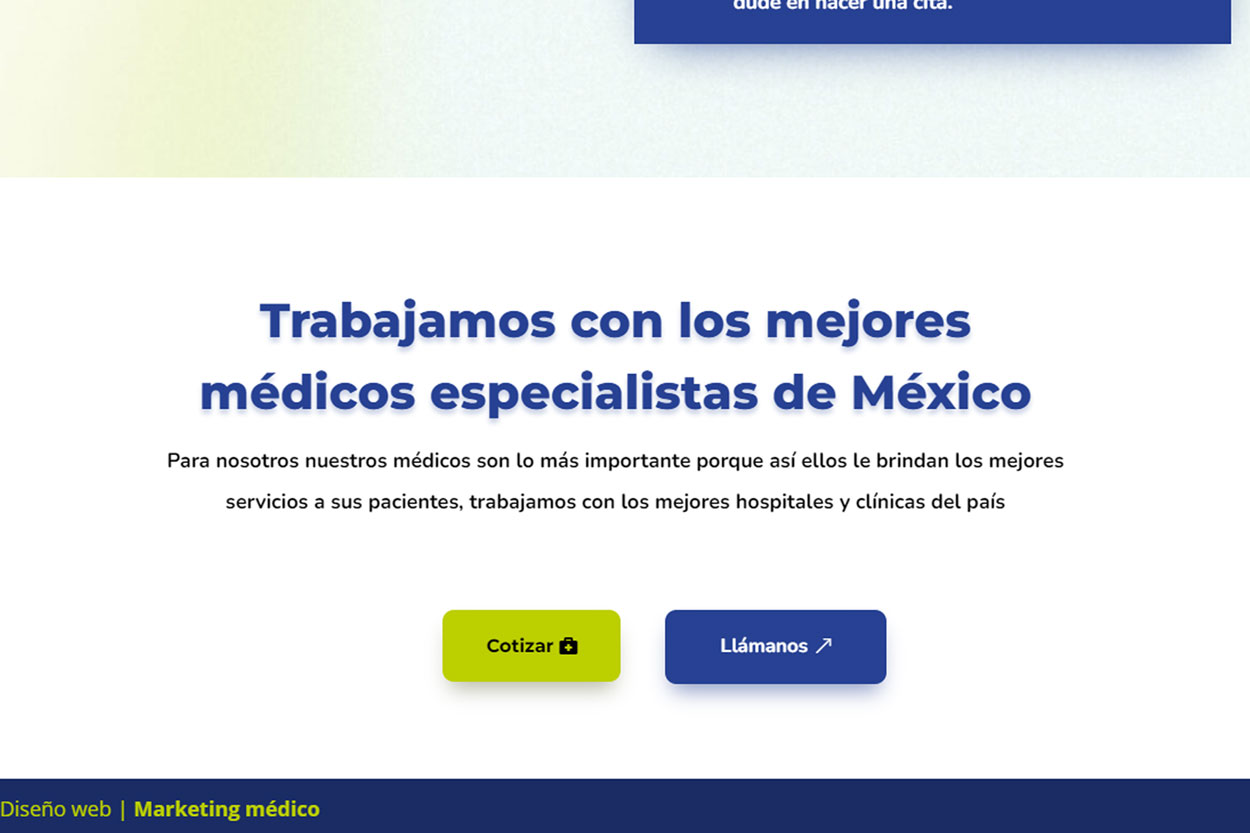 dude en hacer una cita.
Trabajamos con los mejores
médicos especialistas de México
Para nosotros nuestros médicos son lo más importante porque así ellos le brindan los mejores
servicios a sus pacientes, trabajamos con los mejores hospitales y clínicas del país
Cotizar
Llámanos
Diseño web | Marketing médico